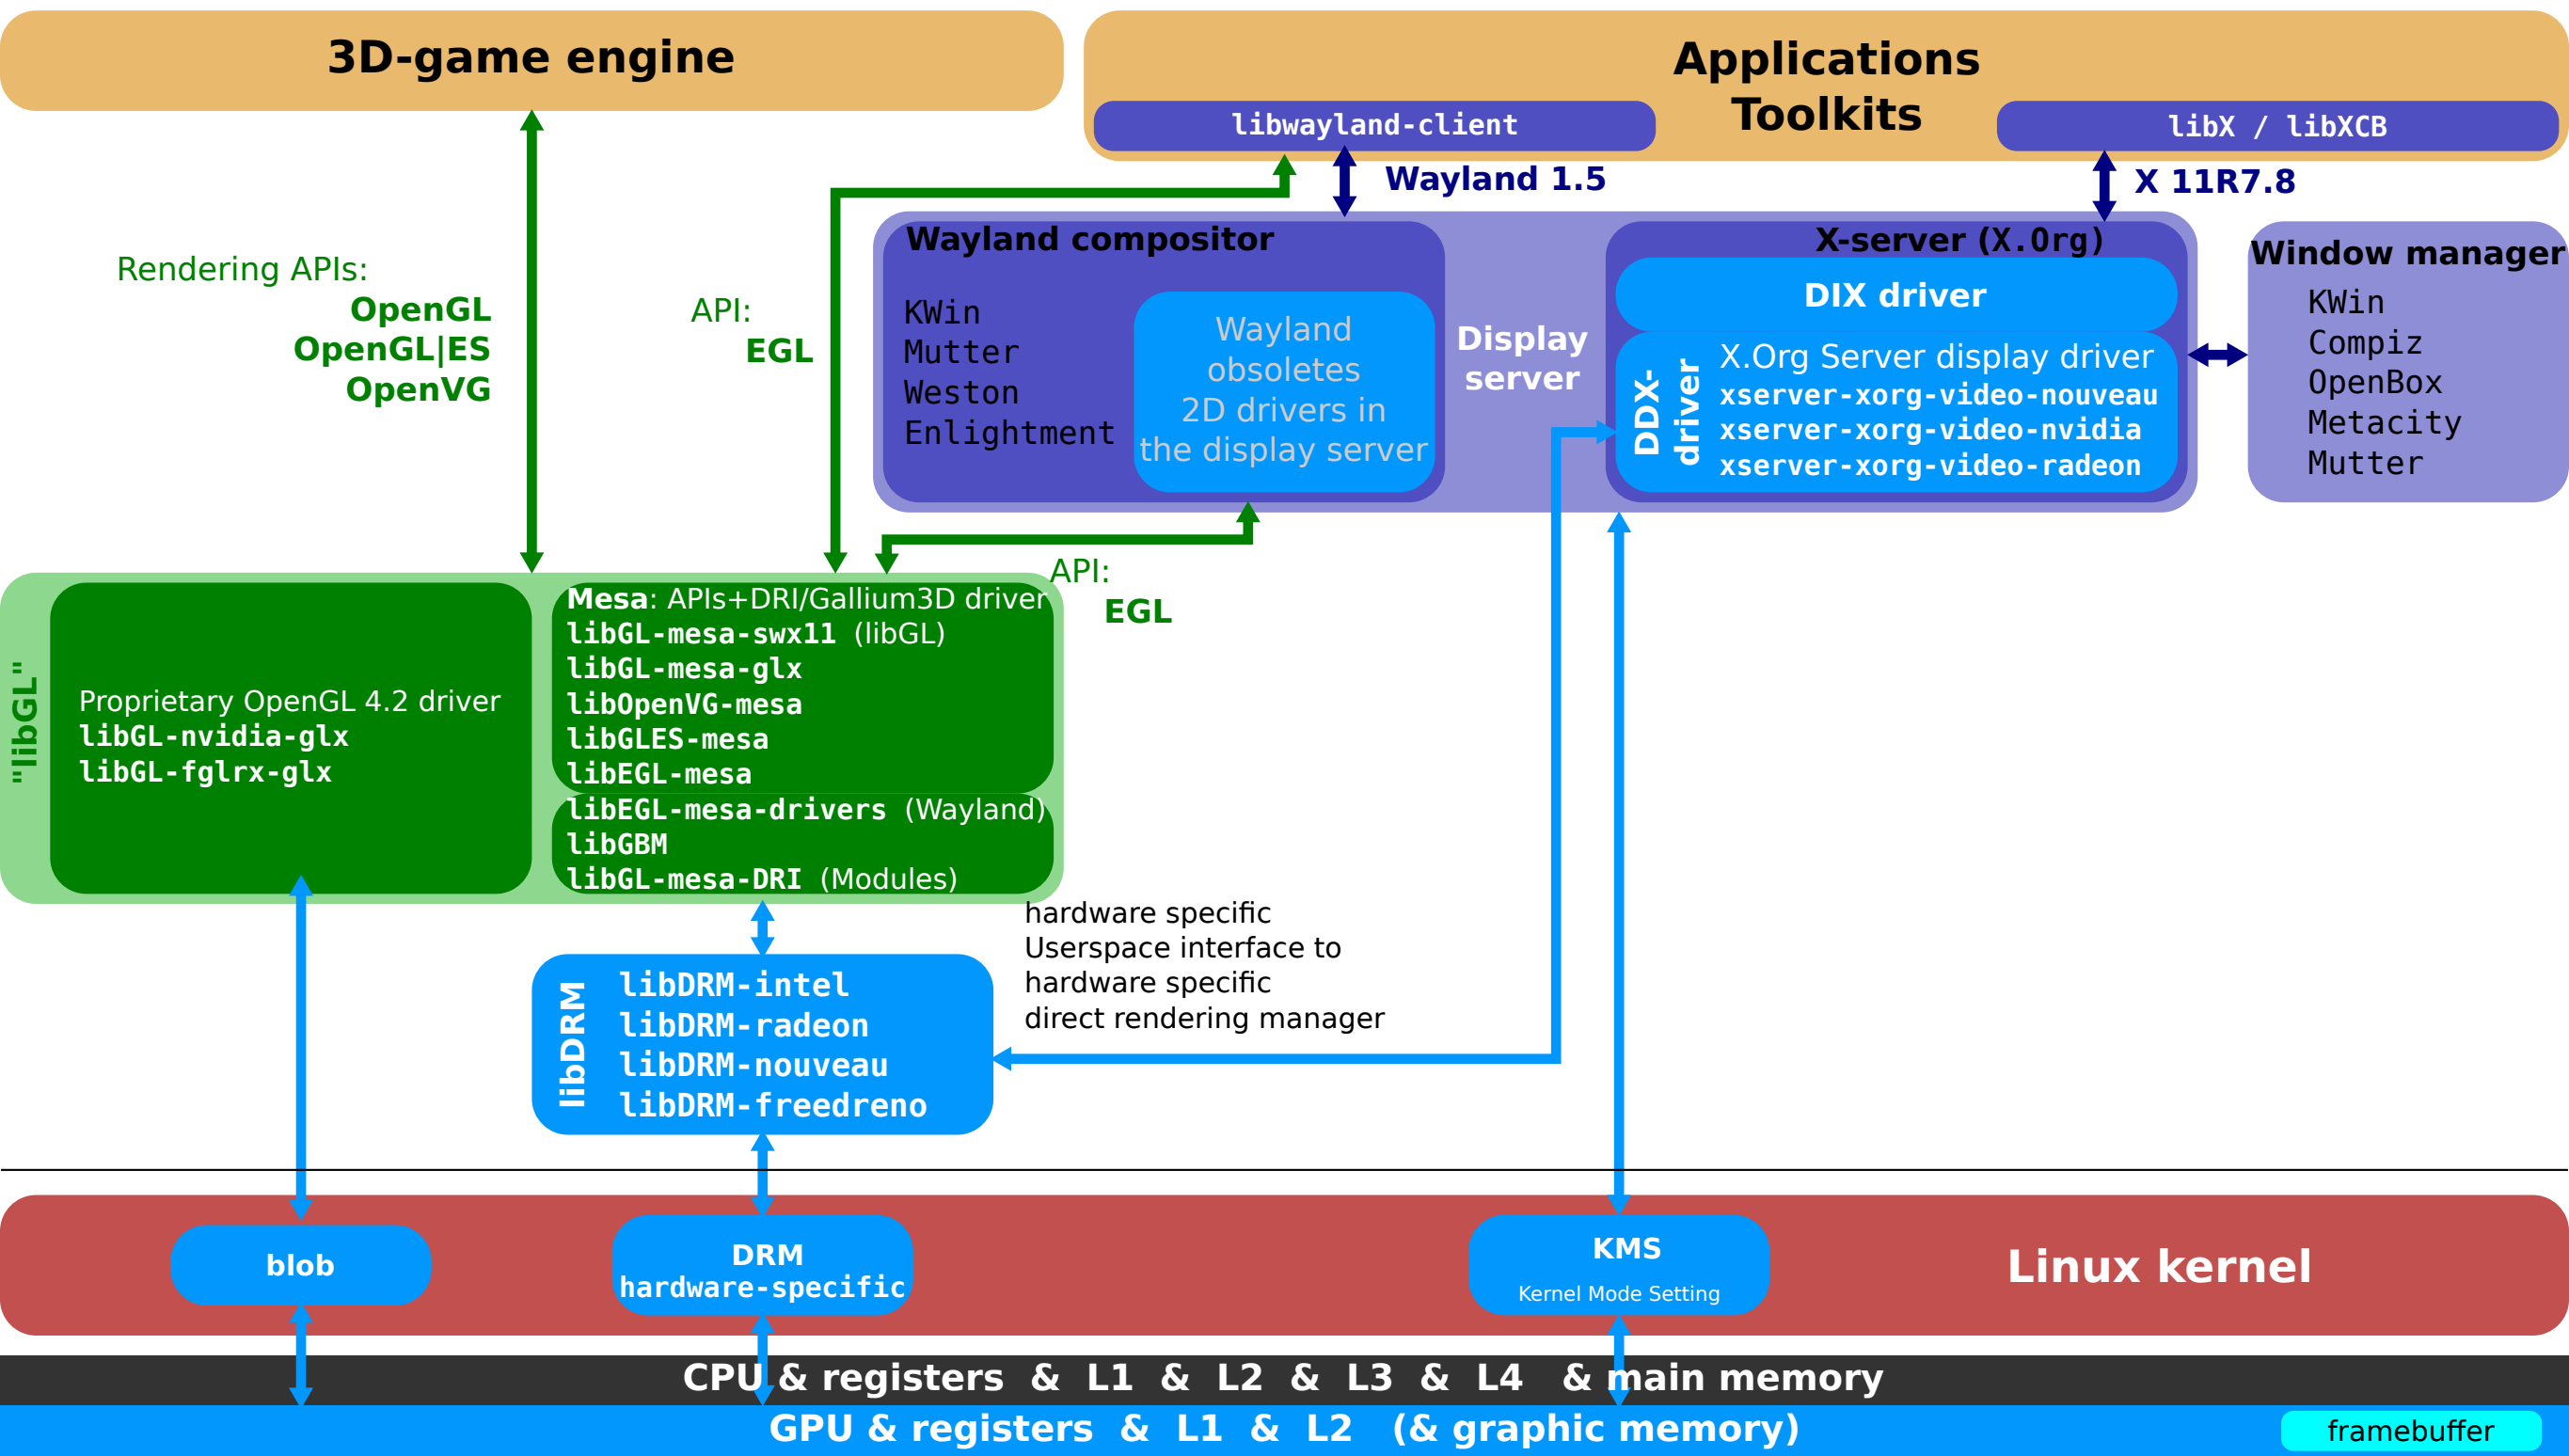 3D-game engine
Applications
Toolkits
libwayland-client
libX / libXCB
Wayland 1.5
X 11R7.8
Rendering APIs:
OpenGL
OpenGL|ES
OpenVG
API:
EGL
Wayland compositor
KWin
Mutter
Weston
Enlightment
Wayland
obsoletes
2D drivers in
the display server
Display
server
X-server (X.Org)
DIX driver
DDX-
driver
X.Org Server display driver
xserver-xorg-video-nouveau
xserver-xorg-video-nvidia
xserver-xorg-video-radeon
Window manager
KWin
Compiz
OpenBox
Metacity
Mutter
API:
EGL
"libGL"
Proprietary OpenGL 4.2 driver
libGL-nvidia-glx
libGL-fglrx-glx
Mesa: APIs+DRI/Gallium3D driver
libGL-mesa-swx11 (libGL)
libGL-mesa-glx
libOpenVG-mesa
libGLES-mesa
libEGL-mesa
libEGL-mesa-drivers (Wayland)
libGBM
libGL-mesa-DRI (Modules)
hardware specific
Userspace interface to
hardware specific
direct rendering manager
libDRM
libDRM-intel
libDRM-radeon
libDRM-nouveau
libDRM-freedreno
blob
DRM
hardware-specific
KMS
Kernel Mode Setting
Linux kernel
CPU & registers & L1 & L2 & L3 & L4 & main memory
GPU & registers & L1 & L2 (& graphic memory)
framebuffer